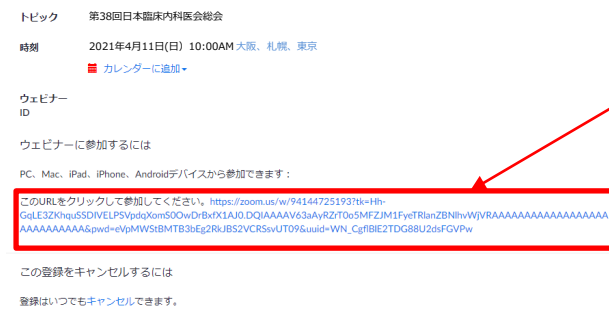 トピック 第38回日本臨床内科医会総会
時刻 2021年4月11日(日) 10:00AM 大阪、札幌、東京
カレンダーに追加
ウェビナー
ID
ウェビナーに参加するには
PC、Mac、iPad、iPhone、Androidデバイスから参加できます：
このURLをクリックして参加してください。https://zoom.us/w/94144725193?tk=Hh-
GqLE3ZKhquSSDIVELPSVpdqXomS0OwDrBxfX1AJ0.DQIAAAAV63aAyRZrT0o5MFZJM1FyeTRlanZBNlhvWjVRAAAAAAAAAAAAAAAAAA
AAAAAAAAAA&pwd=eVpMWStBMTB3bEg2RkJBS2VCRSsvUT09&uuid=WN_CgflBlE2TDG88U2dsFGVPw
この登録をキャンセルするには
登録はいつでもキャンセルできます。